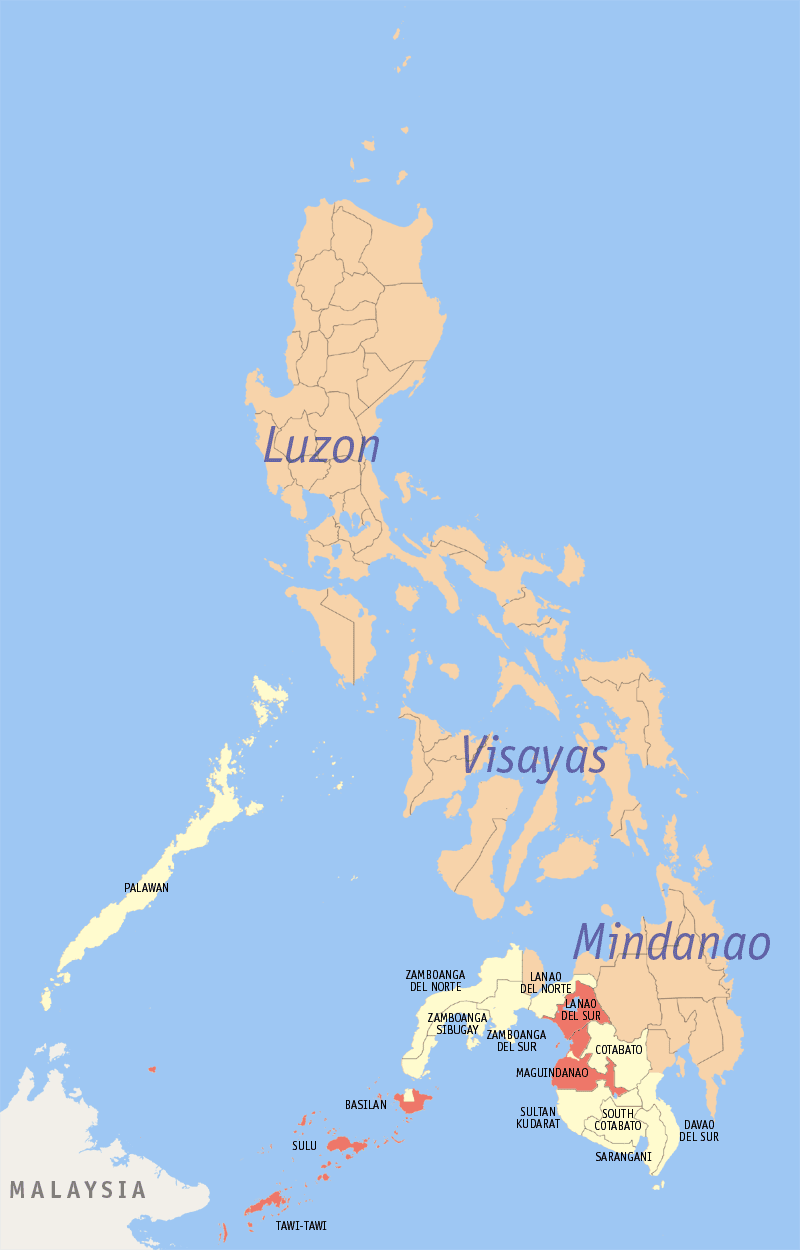 Luzon
Visayas
PALAWAN
Mindanao
ZAMBOANGA
DEL NORTE
LANAO
DEL NORTE
LANAO
DEL SUR
ZAMBOANGA
SIBUGAY
ZAMBOANGA
DEL SUR
COTABATO
MAGUINDANAO
BASILAN
SULTAN
KUDARAT
SOUTH
COTABATO
DAVAO
DEL SUR
SULU
SARANGANI
MALAYSIA
TAWI-TAWI